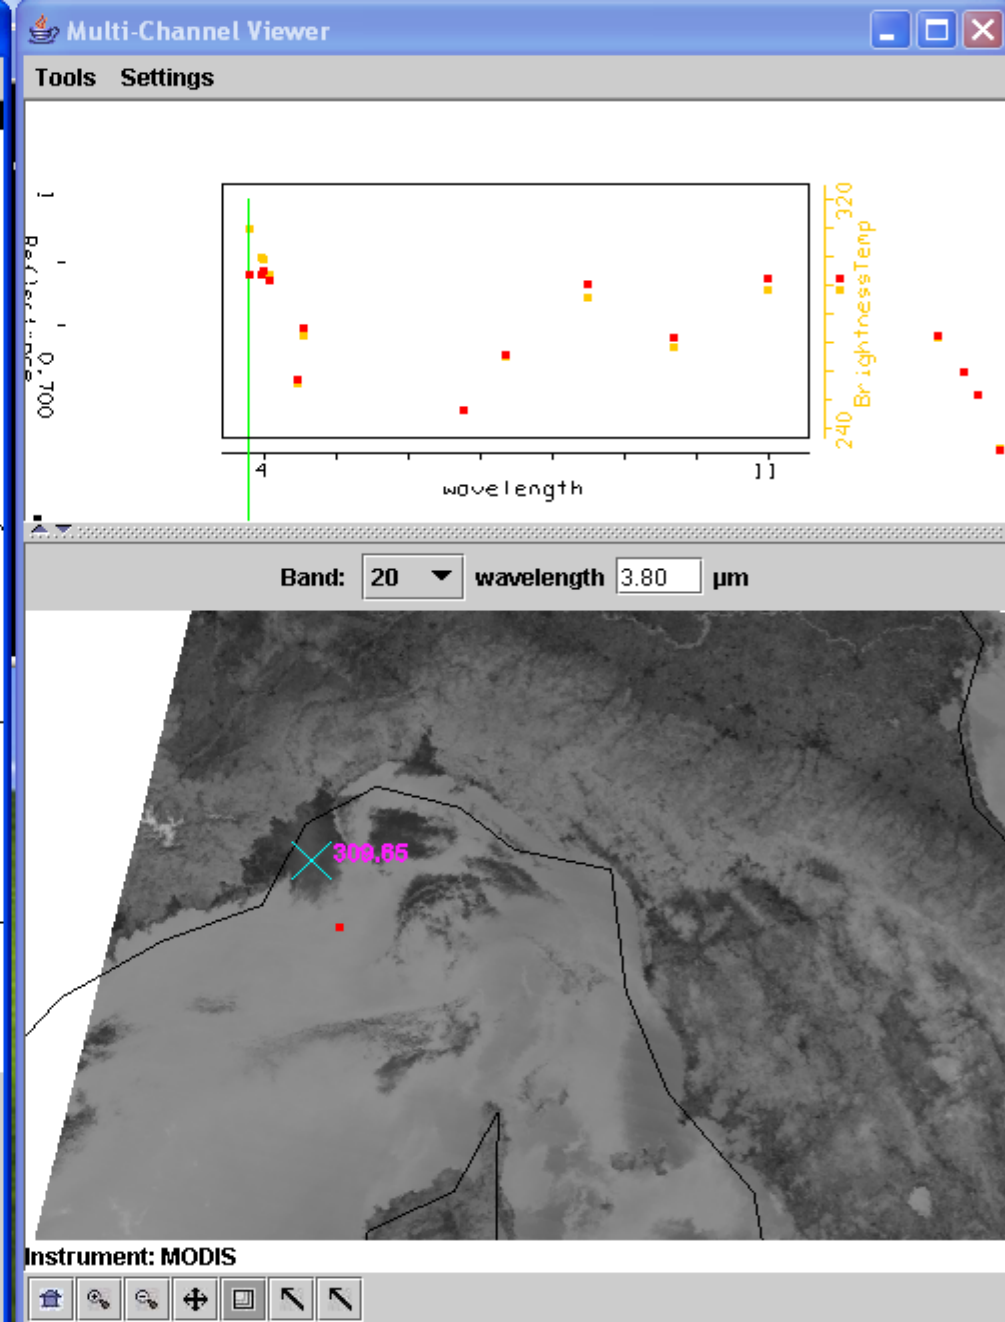 Multi-Channel Viewer
Tools Settings
1
0.700
320
BrightnessTemp
240
4
11
wavelength
Band: 20 wavelength 3.80 µm
309.65
Instrument: MODIS